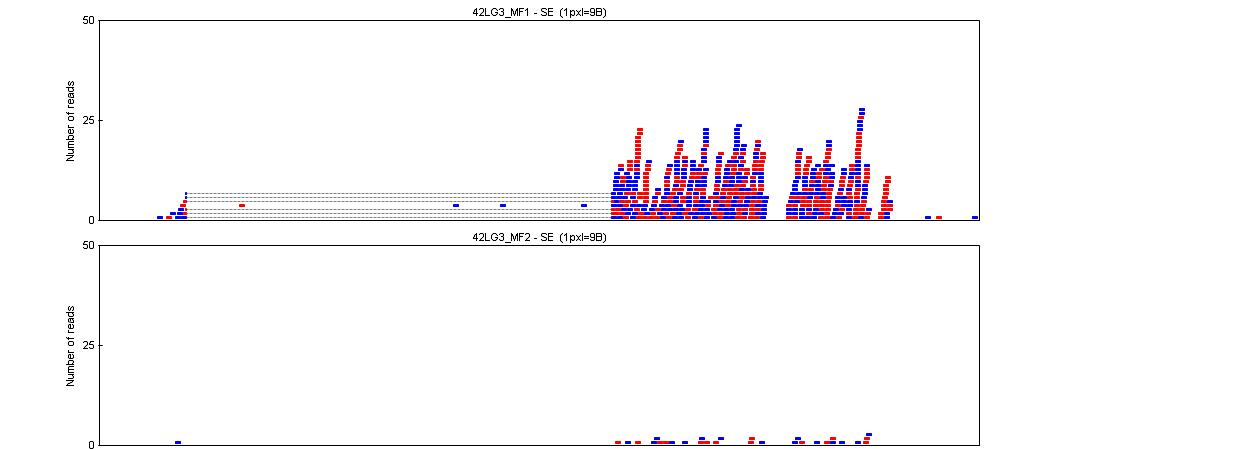 42LG3_MF1 - SE (1pxl=9B)
50
25
0
Number of reads
42LG3_MF2 - SE (1pxl=9B)
50
25
0
Number of reads